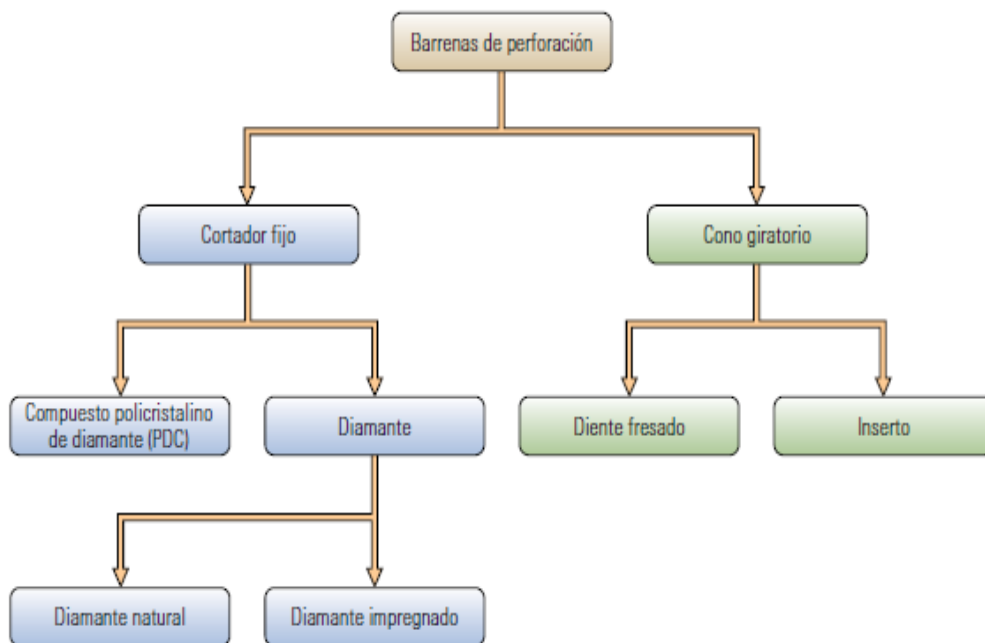 Barrenas de perforación
Cortador fijo
Cono giratorio
Compuesto policristalino
de diamante (PDC)
Diamante
Diente fresado
Inserto
Diamante natural
Diamante impregnado